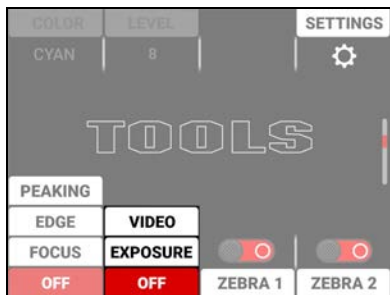 COLOR LEVEL SETTINGS
CYAN 8
TOOLS
PEAKING
EDGE VIDEO
FOCUS EXPOSURE
OFF OFF ZEBRA 1 ZEBRA 2